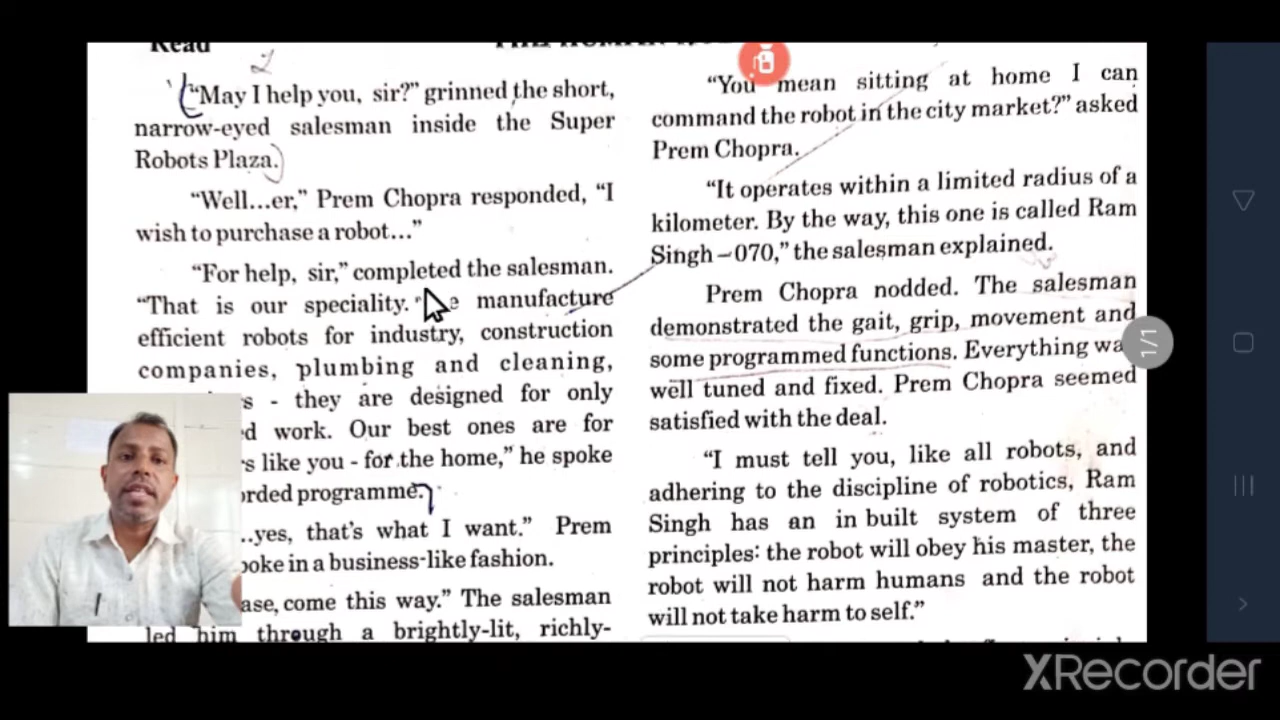 Read
“May I help you, sir?” grinned the short,
narrow-eyed salesman inside the Super
Robots Plaza.
“Well...er,” Prem Chopra responded, “I
wish to purchase a robot...”
“For help, sir,” completed the salesman.
“That is our speciality. manufacture
efficient robots for industry, construction
companies, plumbing and cleaning,
- they are designed for only
work. Our best ones are for
like you - for the home,” he spoke
programme.
..yes, that’s what I want.” Prem
in a business-like fashion.
come this way.” The salesman
led him through a brightly-lit, richly-
“You mean sitting at home I can
command the robot in the city market?” asked
Prem Chopra.
“It operates within a limited radius of a
kilometer. By the way, this one is called Ram
Singh – 070,” the salesman explained.
Prem Chopra nodded. The salesman
demonstrated the gait, grip, movement and
some programmed functions. Everything wa
well tuned and fixed. Prem Chopra seemed
satisfied with the deal.
“I must tell you, like all robots, and
adhering to the discipline of robotics, Ram
Singh has an in built system of three
principles: the robot will obey his master, the
robot will not harm humans and the robot
will not take harm to self.”
1/1
XRecorder